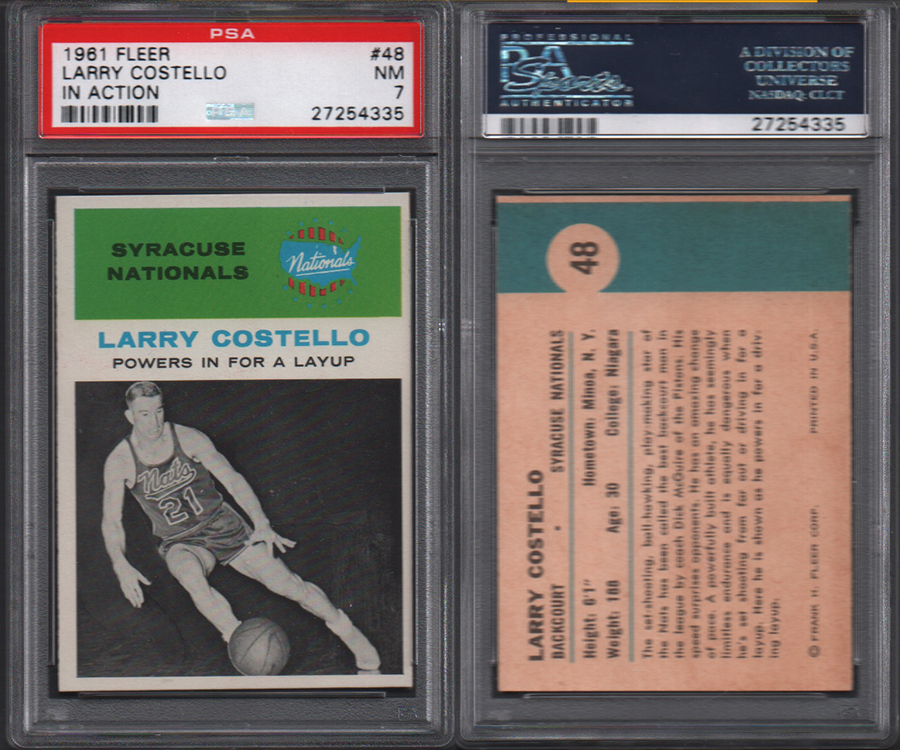 PSA
1961 FLEER #48
LARRY COSTELLO NM
IN ACTION 7
27254335
SYRACUSE
NATIONALS
Nationals
LARRY COSTELLO
POWERS IN FOR A LAYUP
Nats
21
PROFESSIONAL
PSA
Sports
AUTHENTICATOR
A DIVISION OF
COLLECTORS
UNIVERSE
NASDAQ: CLCT
27254335
48
LARRY COSTELLO
BACKCOURT • SYRACUSE NATIONALS
Height: 6'1" Hometown: Minoa, N. Y.
Weight: 188 Age: 30 College: Niagara
The set-shooting, ball-hawking, play-making star of
the Nats has been called the best backcourt man in
the league by coach Dick McGuire of the Pistons. His
speed surprises opponents. He has an amazing change
of pace. A powerfully built athlete, he has seemingly
limitless endurance and is equally dangerous when
he's set shooting from far out or driving in for a
layup. Here he is shown as he powers in for a driv-
ing layup.
© FRANK H. FLEER CORP. PRINTED IN U.S.A.